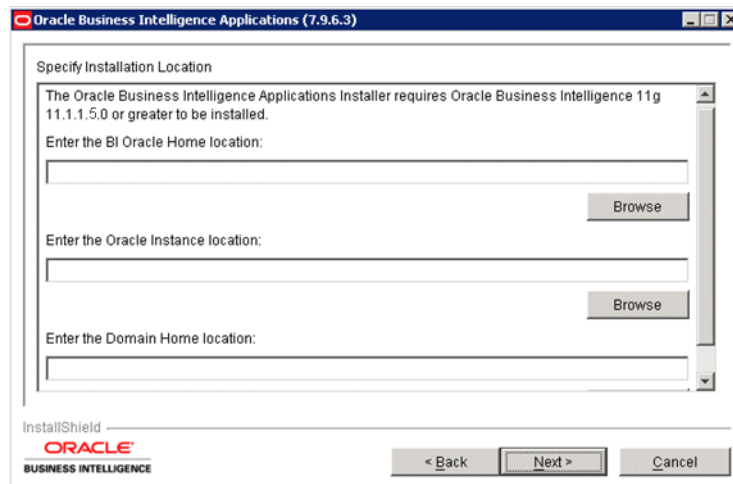 Oracle Business Intelligence Applications (7.9.6.3)
Specify Installation Location
The Oracle Business Intelligence Applications Installer requires Oracle Business Intelligence 11g
11.1.1.5.0 or greater to be installed.
Enter the BI Oracle Home location:
Browse
Enter the Oracle Instance location:
Browse
Enter the Domain Home location:
InstallShield
ORACLE
BUSINESS INTELLIGENCE
< Back
Next >
Cancel